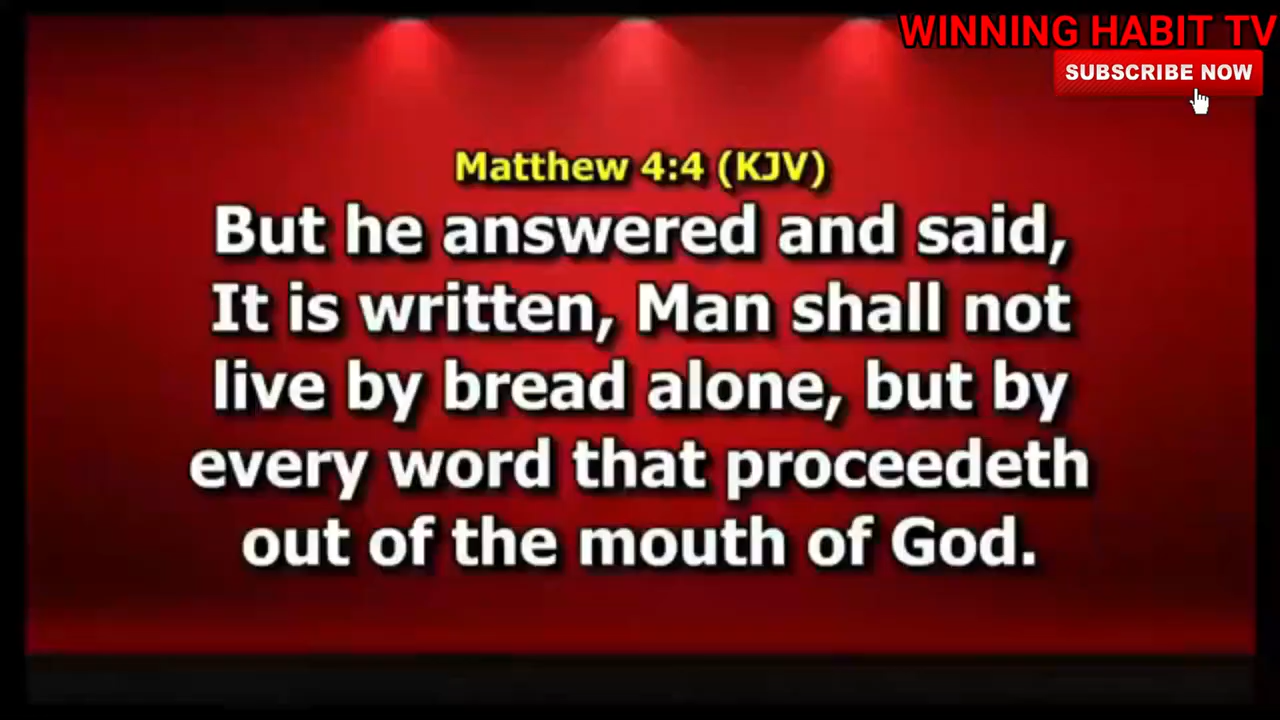 WINNING HABIT TV
SUBSCRIBE NOW
Matthew 4:4 (KJV)
But he answered and said,
It is written, Man shall not
live by bread alone, but by
every word that proceedeth
out of the mouth of God.